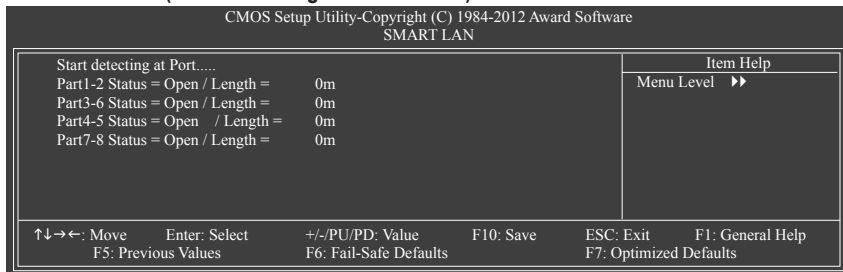 CMOS Setup Utility-Copyright (C) 1984-2012 Award Software
SMART LAN
Start detecting at Port.....
Part1-2 Status = Open / Length = 0m
Part3-6 Status = Open / Length = 0m
Part4-5 Status = Open / Length = 0m
Part7-8 Status = Open / Length = 0m
Item Help
Menu Level
↑↓→←: Move Enter: Select +/-/PU/PD: Value F10: Save ESC: Exit F1: General Help
F5: Previous Values F6: Fail-Safe Defaults F7: Optimized Defaults